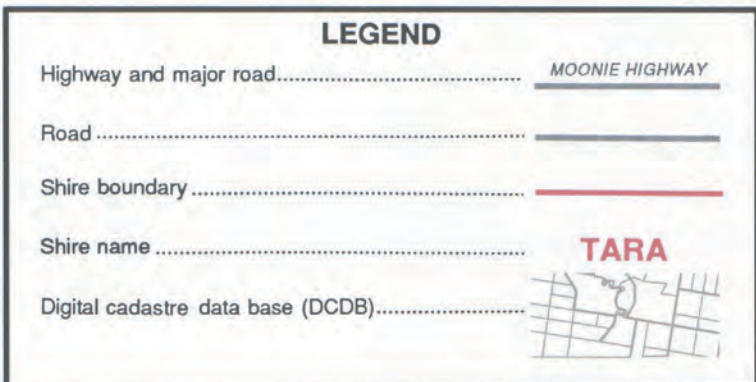 LEGEND
Highway and major road.................................................. MOONIE HIGHWAY
Road ..........................................................................................
Shire boundary .......................................................................
Shire name .............................................................................. TARA
Digital cadastre data base (DCDB)...............................